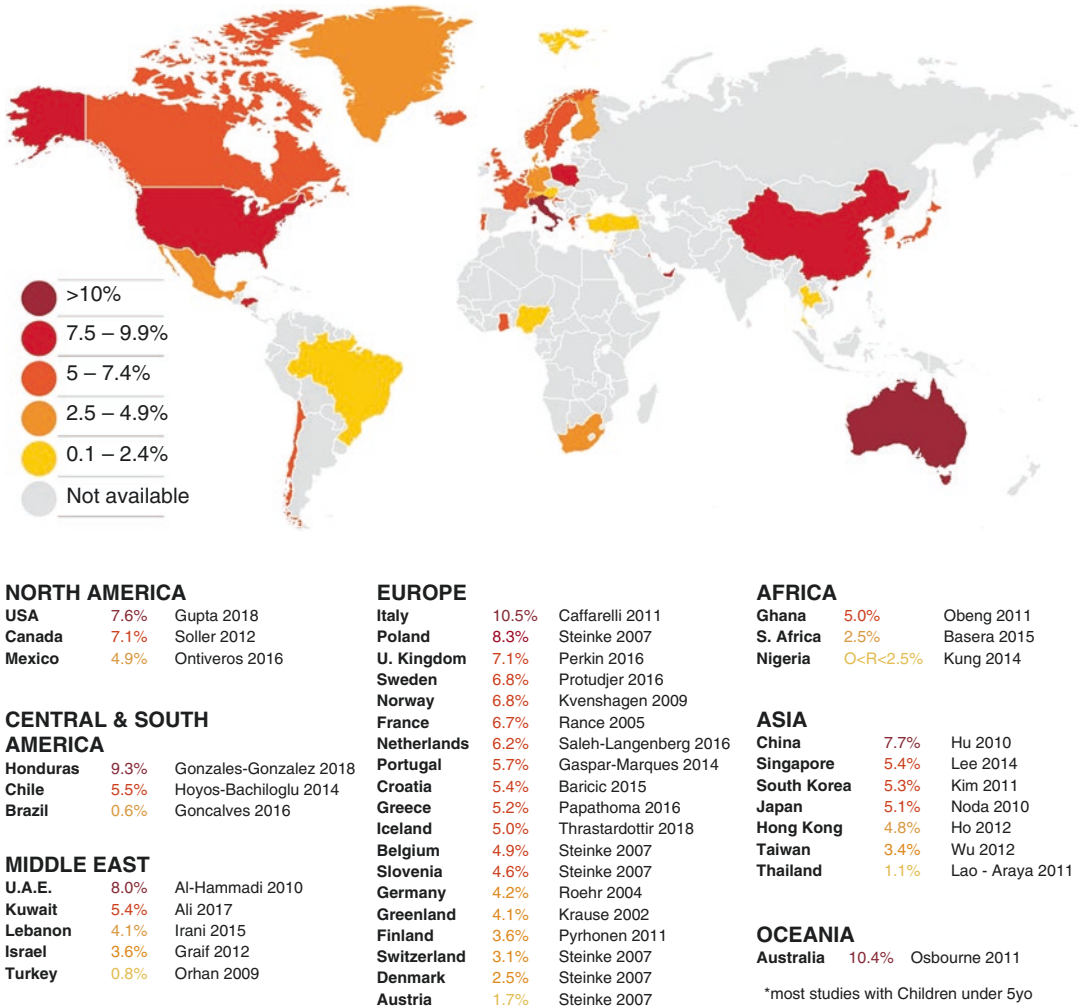 >10%
7.5 – 9.9%
5 – 7.4%
2.5 – 4.9%
0.1 – 2.4%
Not available
NORTH AMERICA
USA 7.6% Gupta 2018
Canada 7.1% Soller 2012
Mexico 4.9% Ontiveros 2016
CENTRAL & SOUTH
AMERICA
Honduras 9.3% Gonzales-Gonzalez 2018
Chile 5.5% Hoyos-Bachiloglu 2014
Brazil 0.6% Goncalves 2016
MIDDLE EAST
U.A.E. 8.0% Al-Hammadi 2010
Kuwait 5.4% Ali 2017
Lebanon 4.1% Irani 2015
Israel 3.6% Graif 2012
Turkey 0.8% Orhan 2009
EUROPE
Italy 10.5% Caffarelli 2011
Poland 8.3% Steinke 2007
U. Kingdom 7.1% Perkin 2016
Sweden 6.8% Protudjer 2016
Norway 6.8% Kvenshagen 2009
France 6.7% Rance 2005
Netherlands 6.2% Saleh-Langenberg 2016
Portugal 5.7% Gaspar-Marques 2014
Croatia 5.4% Baricic 2015
Greece 5.2% Papathoma 2016
Iceland 5.0% Thrastardottir 2018
Belgium 4.9% Steinke 2007
Slovenia 4.6% Steinke 2007
Germany 4.2% Roehr 2004
Greenland 4.1% Krause 2002
Finland 3.6% Pyrhonen 2011
Switzerland 3.1% Steinke 2007
Denmark 2.5% Steinke 2007
Austria 1.7% Steinke 2007
AFRICA
Ghana 5.0% Obeng 2011
S. Africa 2.5% Basera 2015
Nigeria O<R<2.5% Kung 2014
ASIA
China 7.7% Hu 2010
Singapore 5.4% Lee 2014
South Korea 5.3% Kim 2011
Japan 5.1% Noda 2010
Hong Kong 4.8% Ho 2012
Taiwan 3.4% Wu 2012
Thailand 1.1% Lao - Araya 2011
OCEANIA
Australia 10.4% Osbourne 2011
*most studies with Children under 5yo